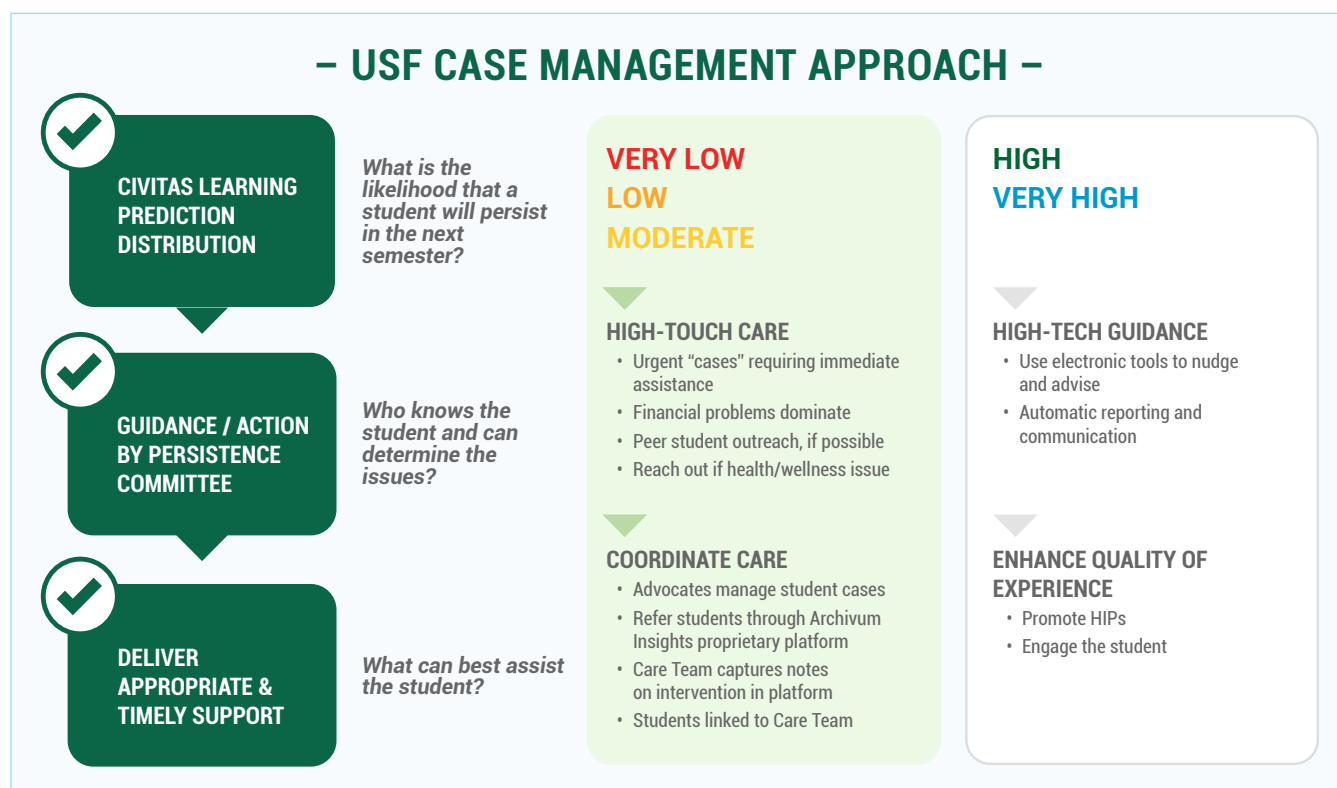 – USF CASE MANAGEMENT APPROACH –
CIVITAS LEARNING
PREDICTION
DISTRIBUTION
What is the
likelihood that a
student will persist
in the next
semester?
VERY LOW
LOW
MODERATE
HIGH
VERY HIGH
GUIDANCE / ACTION
BY PERSISTENCE
COMMITTEE
Who knows the
student and can
determine the
issues?
HIGH-TOUCH CARE
• Urgent “cases” requiring immediate
assistance
• Financial problems dominate
• Peer student outreach, if possible
• Reach out if health/wellness issue
HIGH-TECH GUIDANCE
• Use electronic tools to nudge
and advise
• Automatic reporting and
communication
DELIVER
APPROPRIATE &
TIMELY SUPPORT
What can best assist
the student?
COORDINATE CARE
• Advocates manage student cases
• Refer students through Archivum
Insights proprietary platform
• Care Team captures notes
on intervention in platform
• Students linked to Care Team
ENHANCE QUALITY OF
EXPERIENCE
• Promote HIPs
• Engage the student